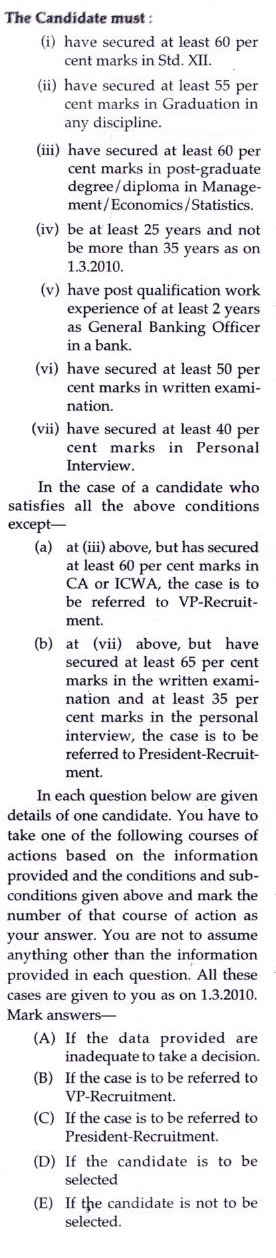 The Candidate must :
(i) have secured at least 60 per
cent marks in Std. XII.
(ii) have secured at least 55 per
cent marks in Graduation in
any discipline.
(iii) have secured at least 60 per
cent marks in post-graduate
degree/diploma in Manage-
ment/Economics/Statistics.
(iv) be at least 25 years and not
be more than 35 years as on
1.3.2010.
(v) have post qualification work
experience of at least 2 years
as General Banking Officer
in a bank.
(vi) have secured at least 50 per
cent marks in written exami-
nation.
(vii) have secured at least 40 per
cent marks in Personal
Interview.
In the case of a candidate who
satisfies all the above conditions
except—
(a) at (iii) above, but has secured
at least 60 per cent marks in
CA or ICWA, the case is to
be referred to VP-Recruit-
ment.
(b) at (vii) above, but have
secured at least 65 per cent
marks in the written exami-
nation and at least 35 per
cent marks in the personal
interview, the case is to be
referred to President-Recruit-
ment.
In each question below are given
details of one candidate. You have to
take one of the following courses of
actions based on the information
provided and the conditions and sub-
conditions given above and mark the
number of that course of action as
your answer. You are not to assume
anything other than the information
provided in each question. All these
cases are given to you as on 1.3.2010.
Mark answers—
(A) If the data provided are
inadequate to take a decision.
(B) If the case is to be referred to
VP-Recruitment.
(C) If the case is to be referred to
President-Recruitment.
(D) If the candidate is to be
selected
(E) If the candidate is not to be
selected.